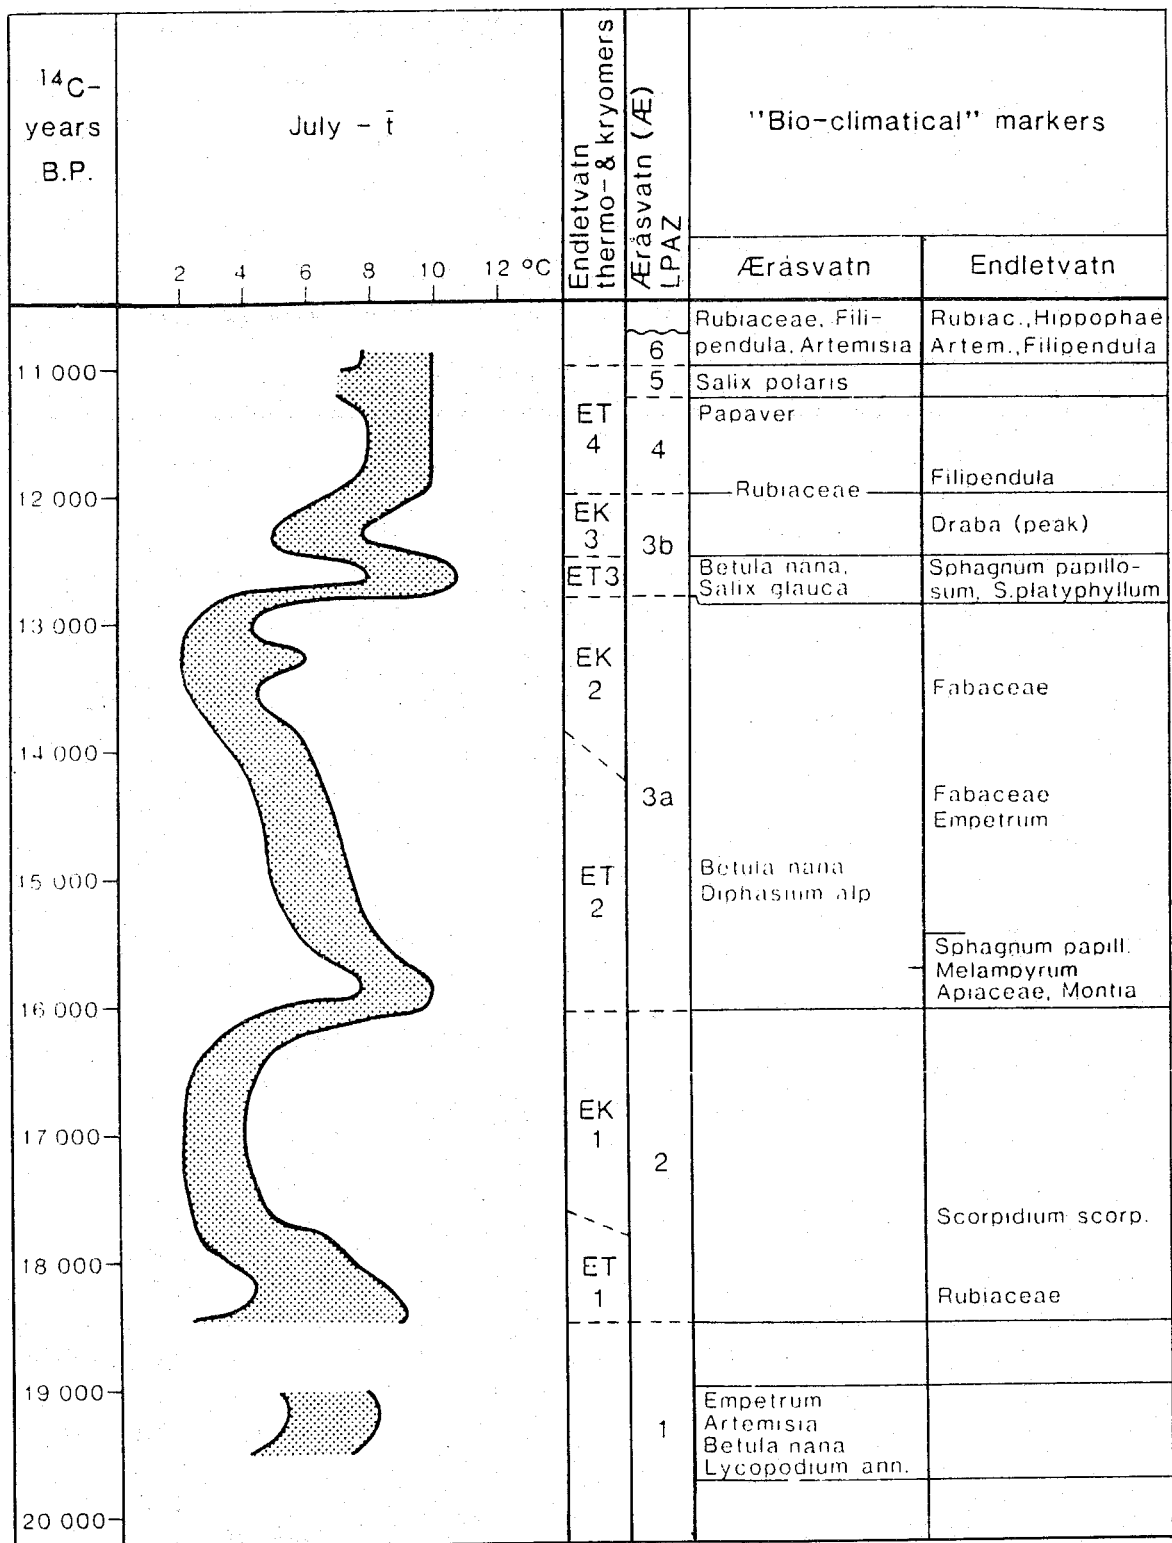 14C-
years
B.P.
July - t̄
2 4 6 8 10 12 °C
Endletvatn
thermo- & kryomers
Æråsvatn (Æ)
LPAZ
"Bio-climatical" markers
Æråsvatn
Endletvatn
Rubiaceae, Fili-
pendula, Artemisia
Rubiac., Hippophae
Artem., Filipendula
6
11 000
5
Salix polaris
ET
4
4
Papaver
Filipendula
12 000
Rubiaceae
EK
3
3b
Draba (peak)
ET3
Betula nana,
Salix glauca
Sphagnum papillo-
sum, S.platyphyllum
13 000
EK
2
Fabaceae
14 000
3a
Fabaceae
Empetrum
15 000
ET
2
Betula nana
Diphasium alp
Sphagnum papill.
Melampyrum
Apiaceae, Montia
16 000
EK
1
17 000
2
Scorpidium scorp.
18 000
ET
1
Rubiaceae
19 000
1
Empetrum
Artemisia
Betula nana
Lycopodium ann.
20 000